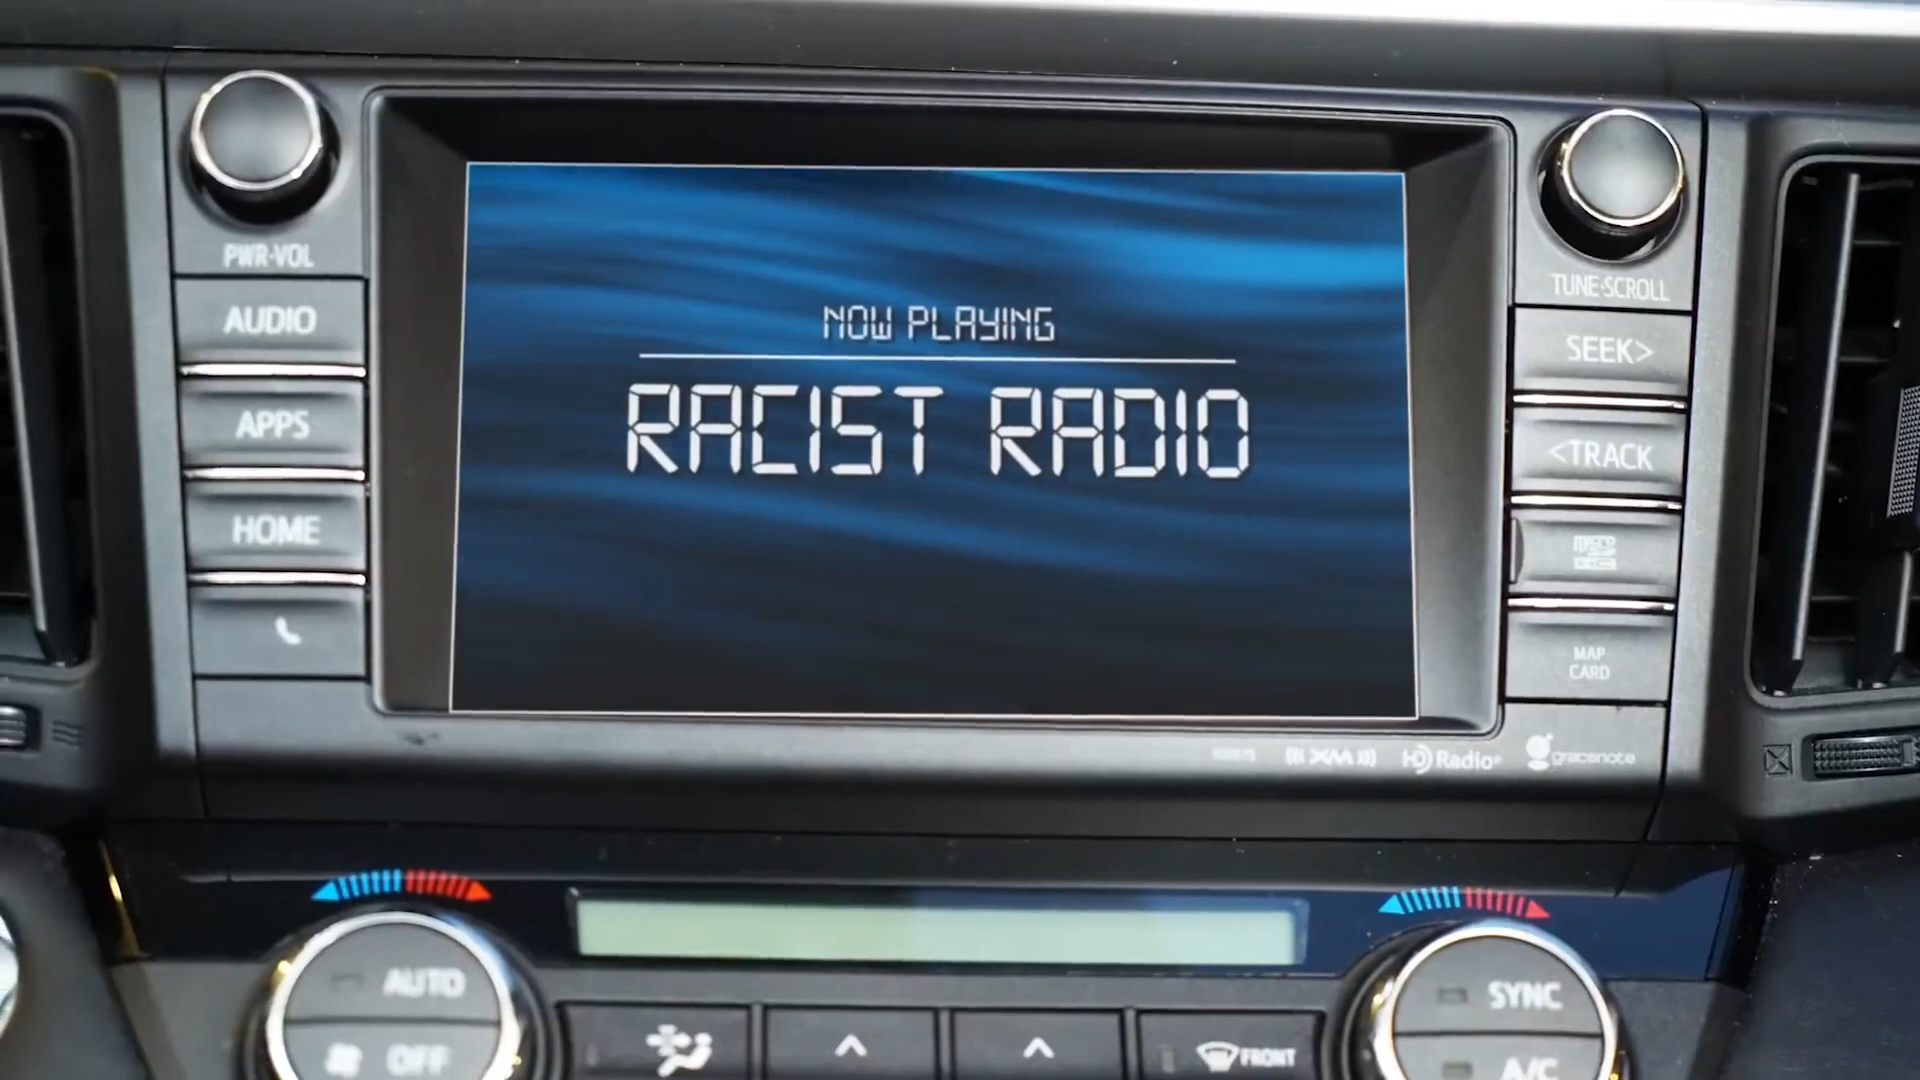 PWR·VOL
AUDIO
APPS
HOME
NOW PLAYING
RACIST RADIO
TUNE·SCROLL
SEEK>
<TRACK
MAP
CARD
((XM))
HD Radio
gracenote
AUTO
OFF
FRONT
SYNC
A/C